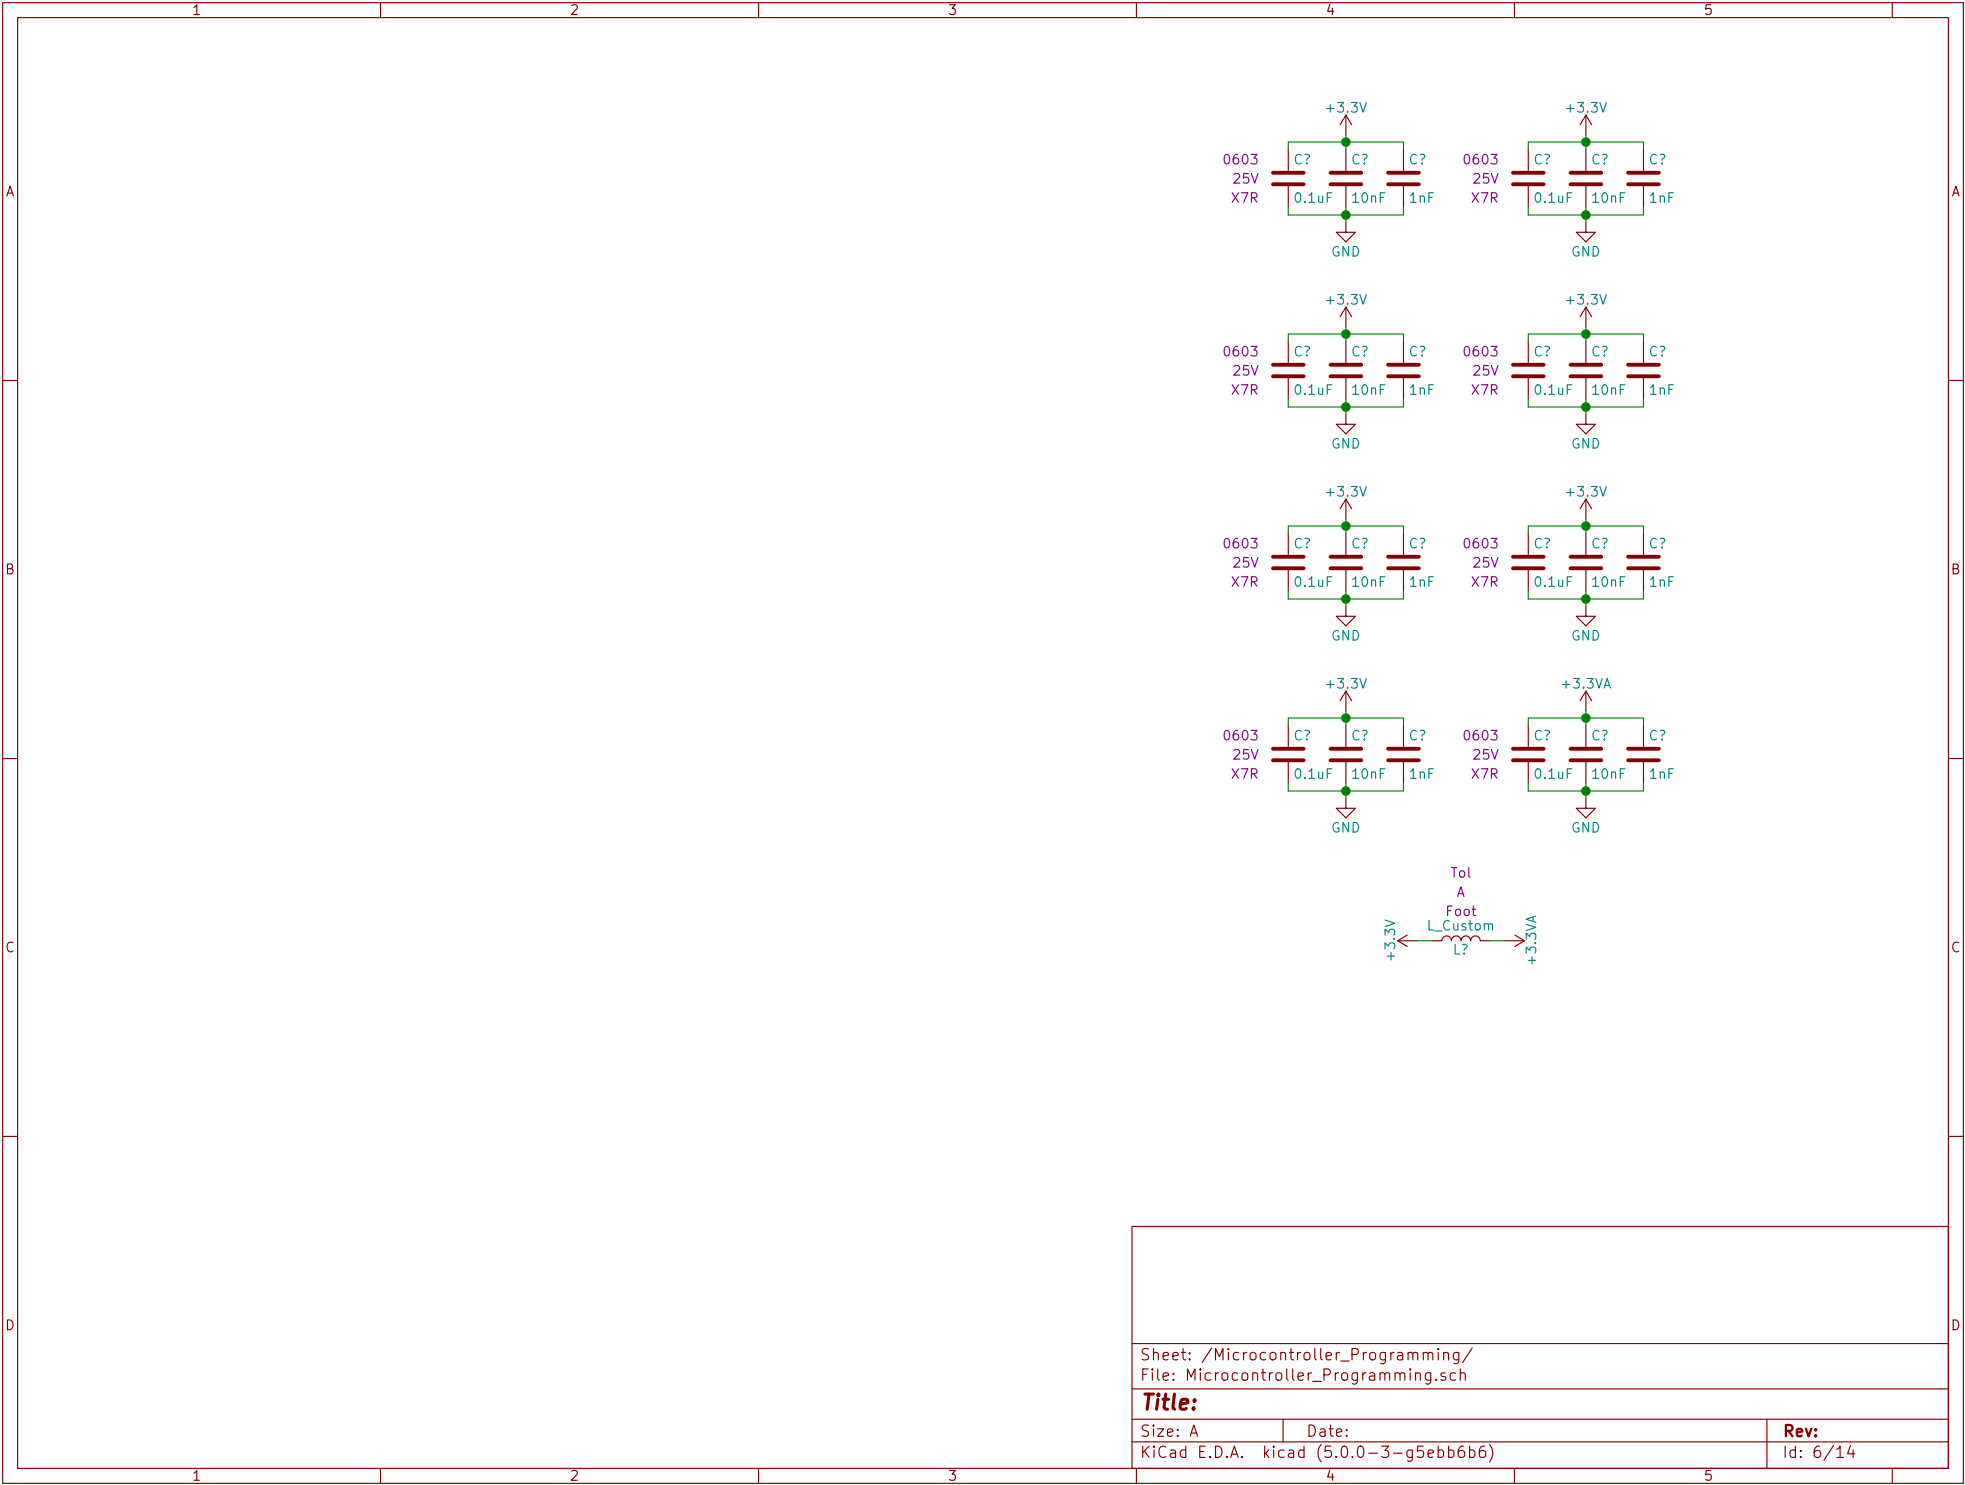 1 2 3 4 5
+3.3V +3.3V
0603 C? C? C? 0603 C? C? C?
25V 25V
A A
X7R 0.1uF 10nF 1nF X7R 0.1uF 10nF 1nF
GND GND
+3.3V +3.3V
0603 C? C? C? 0603 C? C? C?
25V 25V
X7R 0.1uF 10nF 1nF X7R 0.1uF 10nF 1nF
GND GND
+3.3V +3.3V
0603 C? C? C? 0603 C? C? C?
25V 25V
B B
X7R 0.1uF 10nF 1nF X7R 0.1uF 10nF 1nF
GND GND
+3.3V +3.3VA
0603 C? C? C? 0603 C? C? C?
25V 25V
X7R 0.1uF 10nF 1nF X7R 0.1uF 10nF 1nF
GND GND
Tol
A
Foot
L_Custom
+3.3V +3.3VA
L?
C C
D D
Sheet: /Microcontroller_Programming/
File: Microcontroller_Programming.sch
Title:
Size: A Date: Rev:
KiCad E.D.A. kicad (5.0.0-3-g5ebb6b6) Id: 6/14
1 2 3 4 5